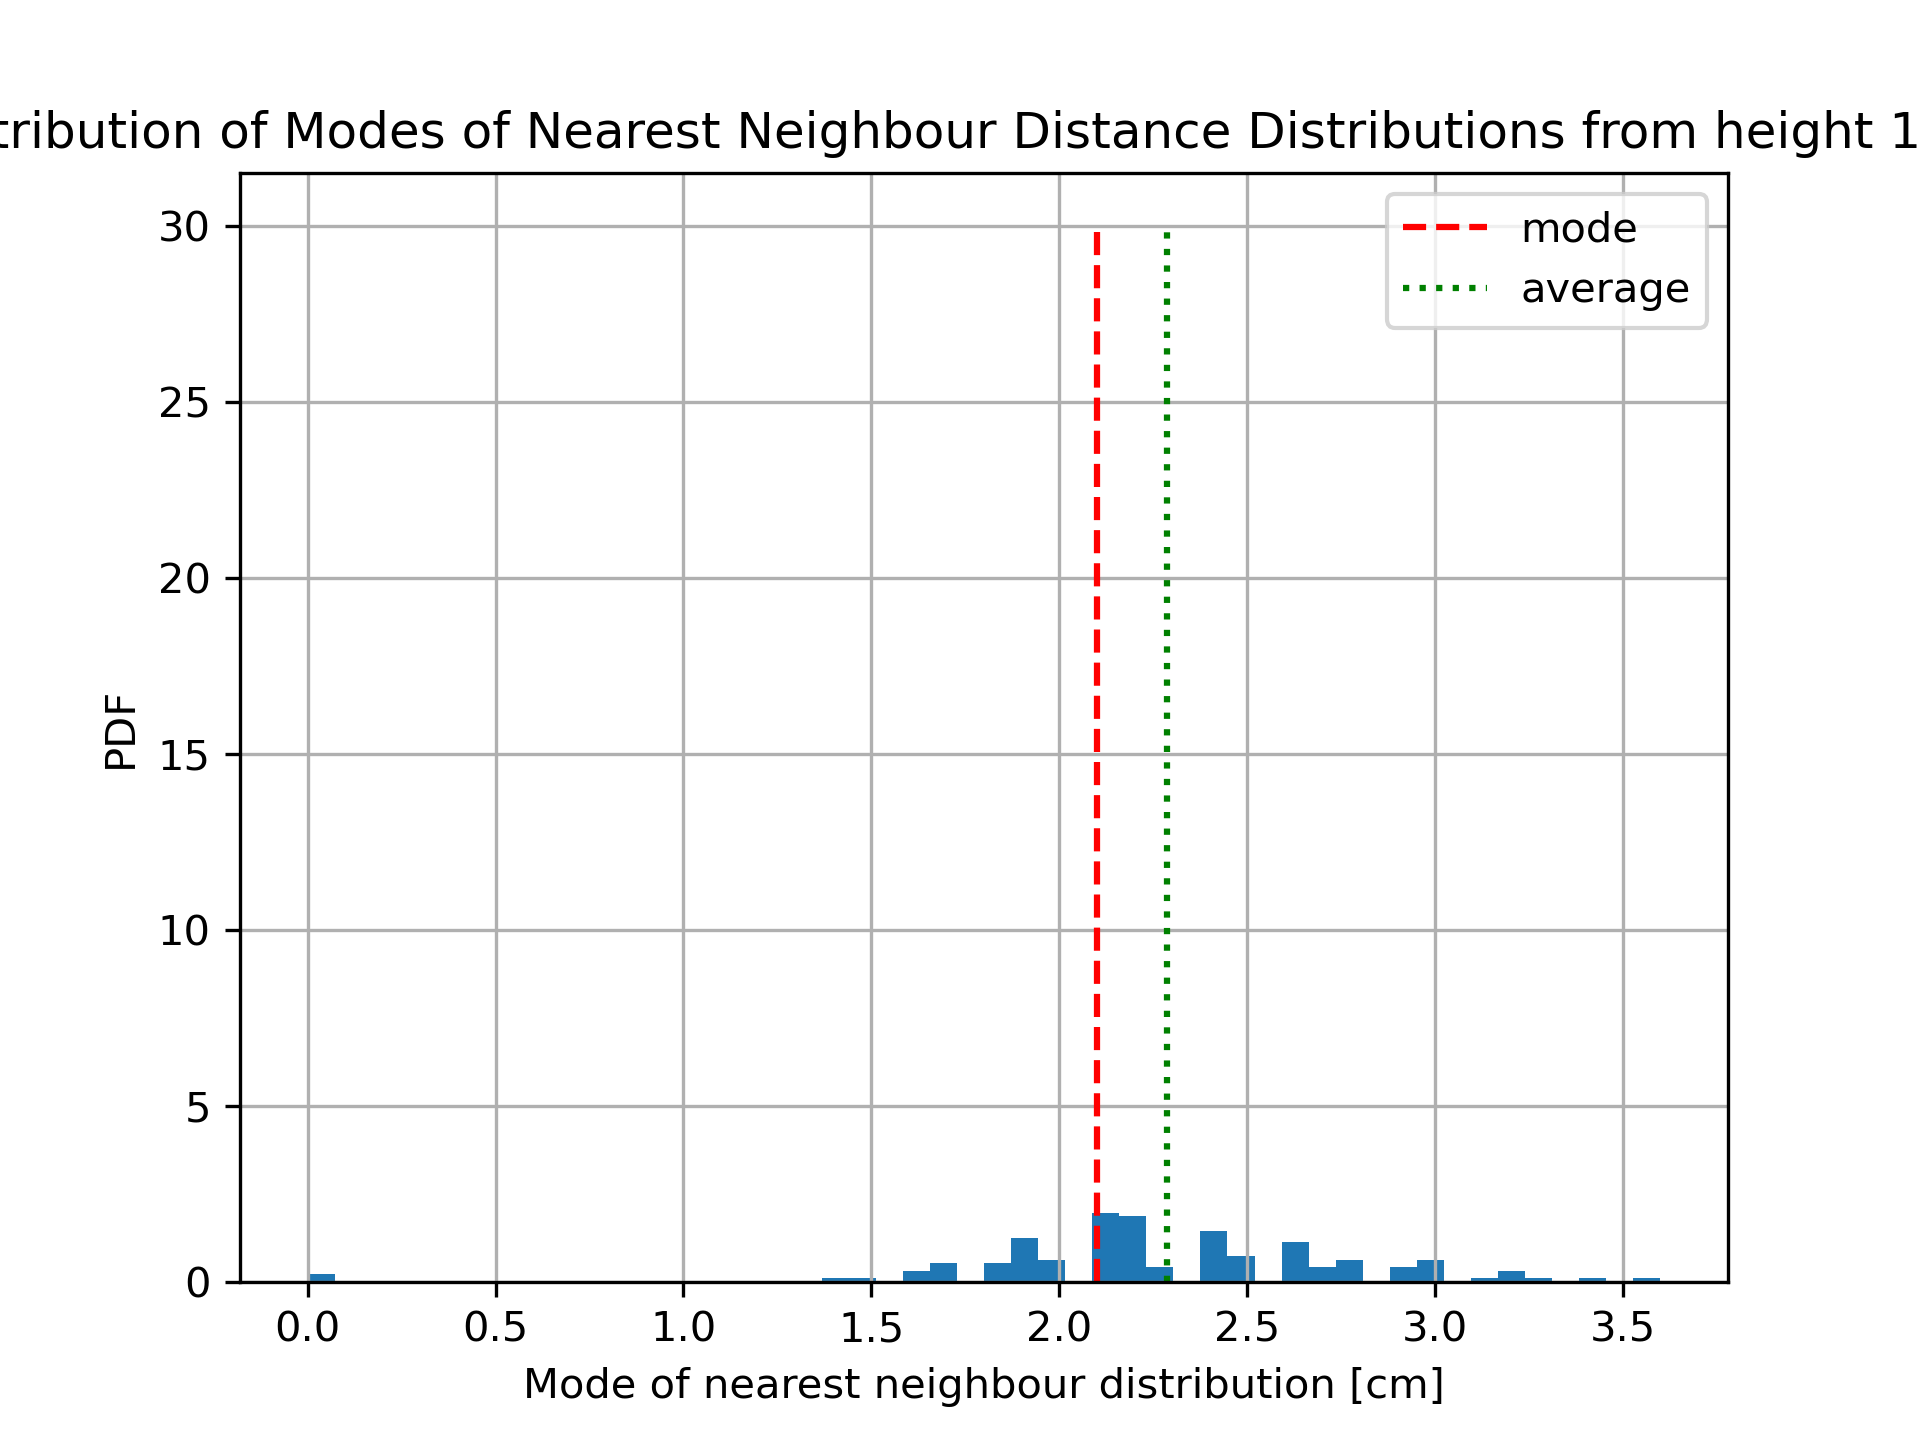 tribution of Modes of Nearest Neighbour Distance Distributions from height 1
mode
average
30
25
20
15
10
5
0
PDF
0.0 0.5 1.0 1.5 2.0 2.5 3.0 3.5
Mode of nearest neighbour distribution [cm]